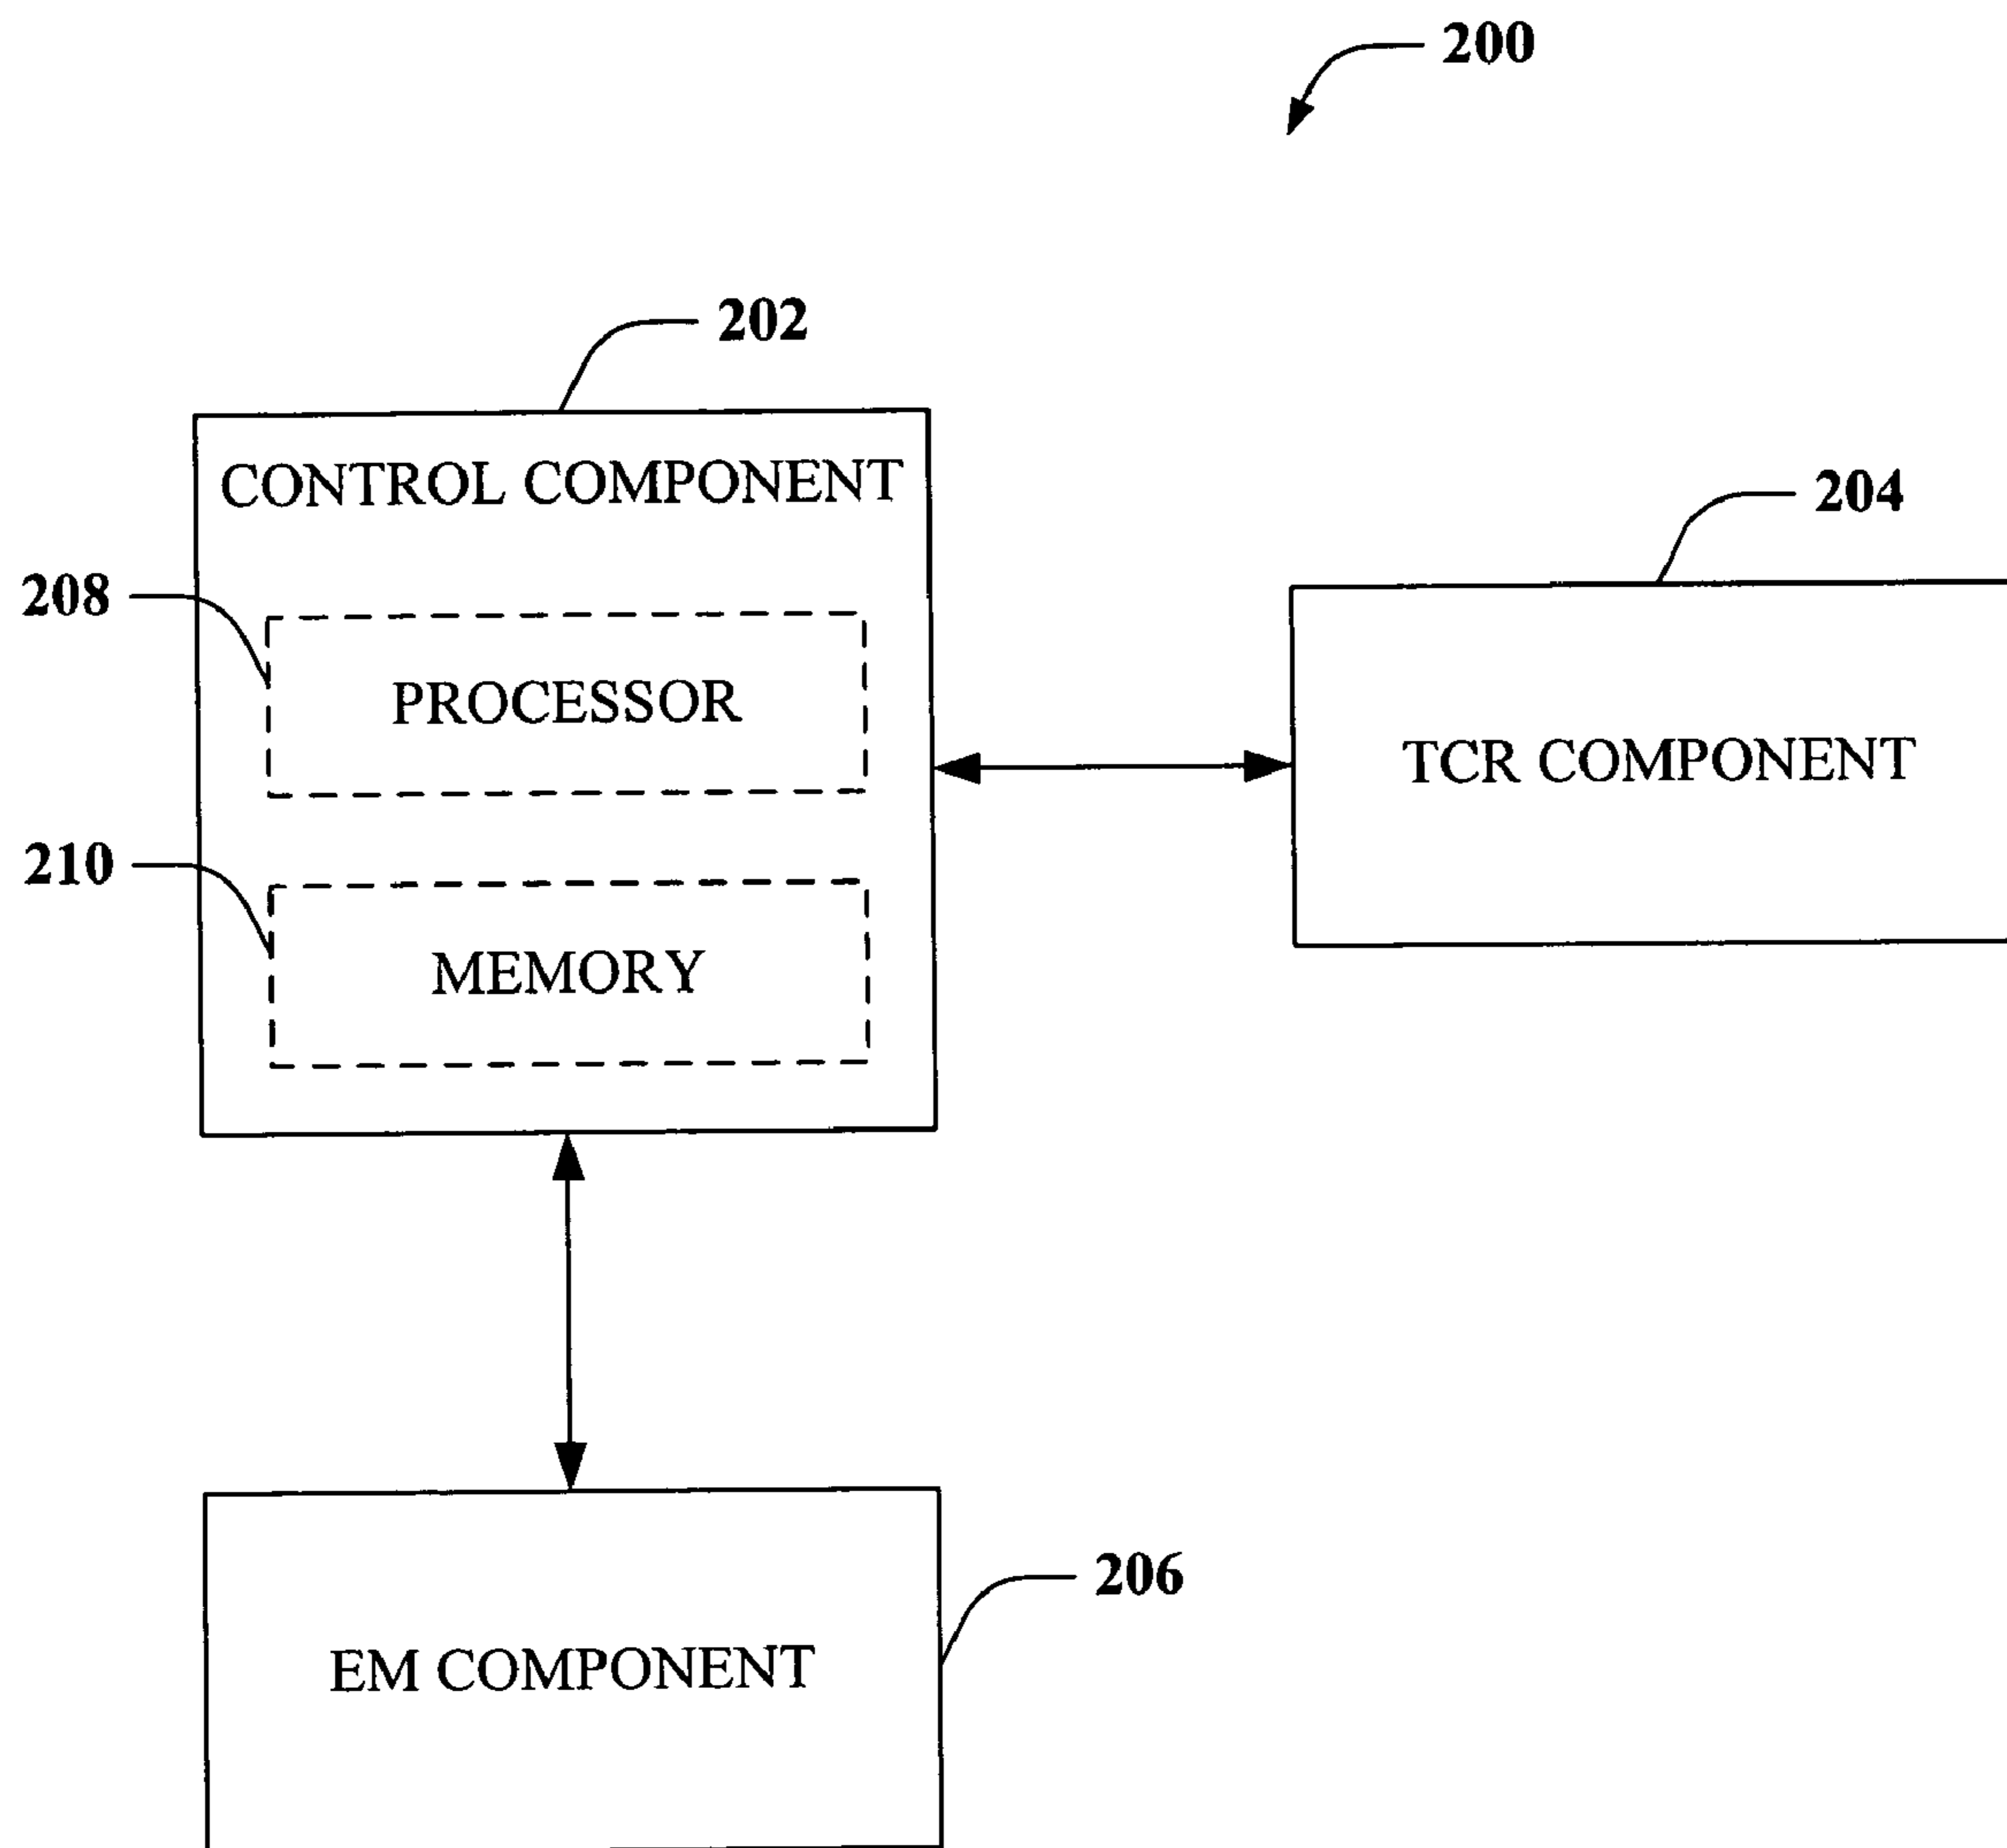 200
202
CONTROL COMPONENT
204
208
PROCESSOR
TCR COMPONENT
210
MEMORY
206
EM COMPONENT